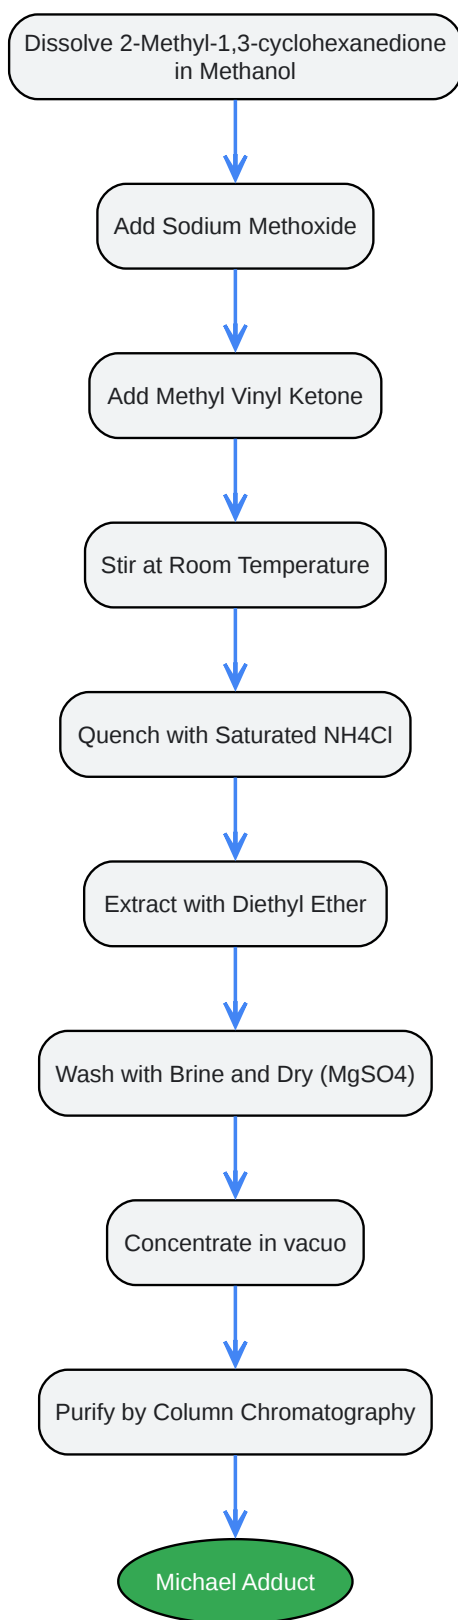 Dissolve 2-Methyl-1,3-cyclohexanedione
in Methanol
Add Sodium Methoxide
Add Methyl Vinyl Ketone
Stir at Room Temperature
Quench with Saturated NH4Cl
Extract with Diethyl Ether
Wash with Brine and Dry (MgSO4)
Concentrate in vacuo
Purify by Column Chromatography
Michael Adduct